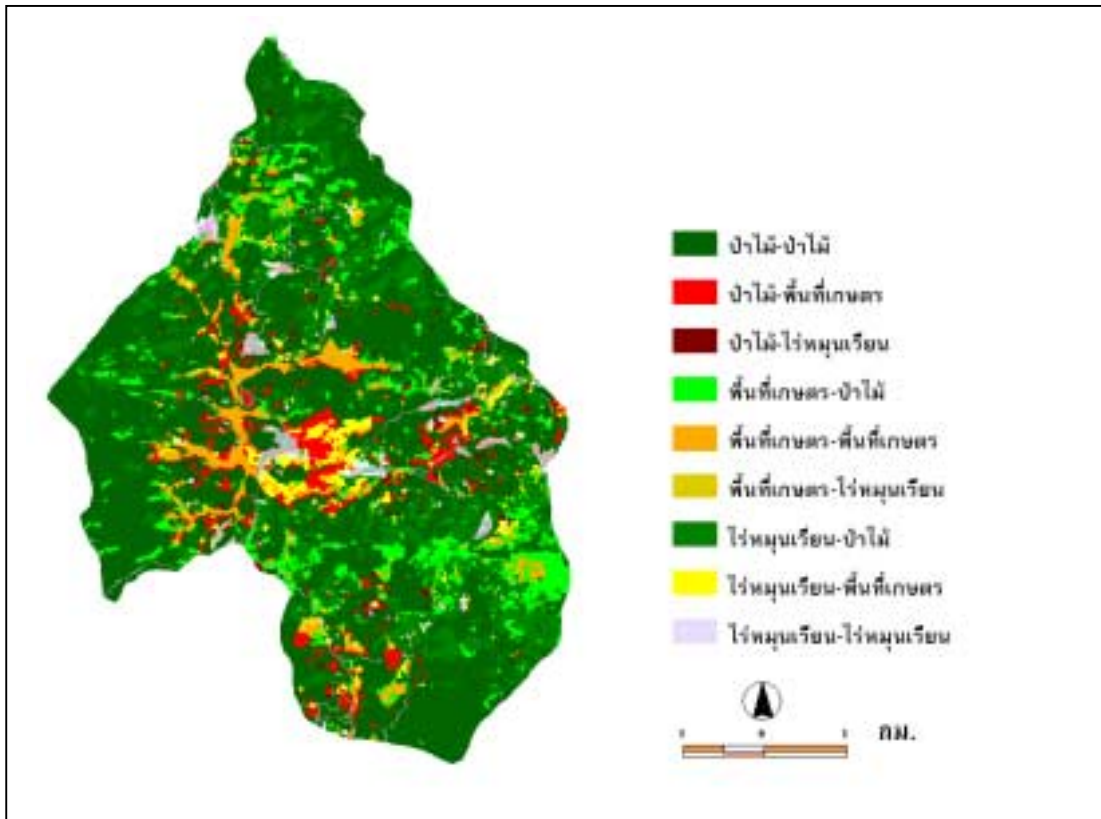 ป่าไม้-ป่าไม้
ป่าไม้-พื้นที่เกษตร
ป่าไม้-ไร่หมุนเวียน
พื้นที่เกษตร-ป่าไม้
พื้นที่เกษตร-พื้นที่เกษตร
พื้นที่เกษตร-ไร่หมุนเวียน
ไร่หมุนเวียน-ป่าไม้
ไร่หมุนเวียน-พื้นที่เกษตร
ไร่หมุนเวียน-ไร่หมุนเวียน
กม.